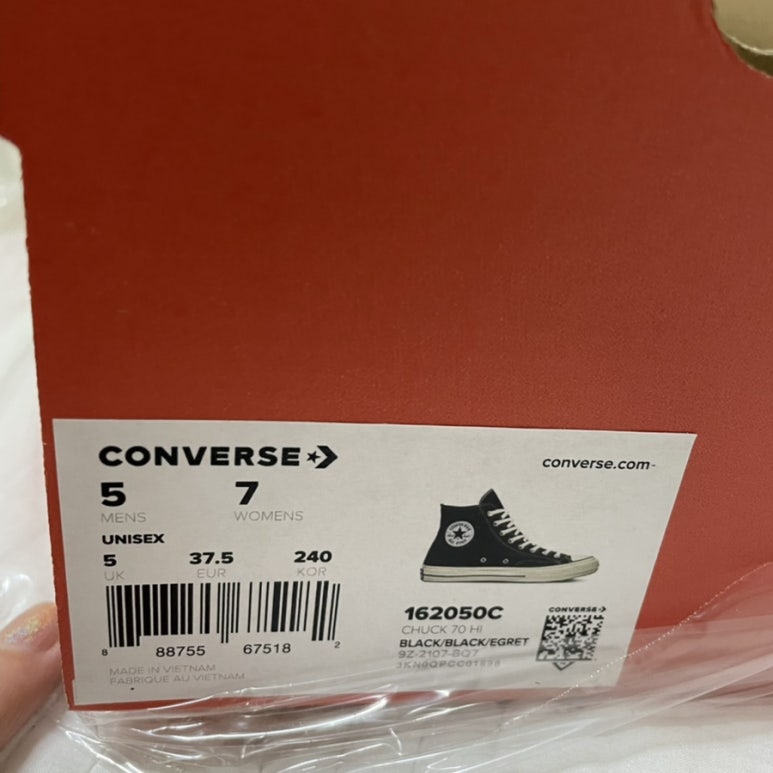 CONVERSE
converse.com
5 7
MENS WOMENS
UNISEX
5 37.5 240
UK EUR KOR
8 88755 67518 2
MADE IN VIETNAM
FABRIQUE AU VIETNAM
162050C
CHUCK 70 HI
BLACK/BLACK/EGRET
9Z-2107-BQ7
CONVERSE